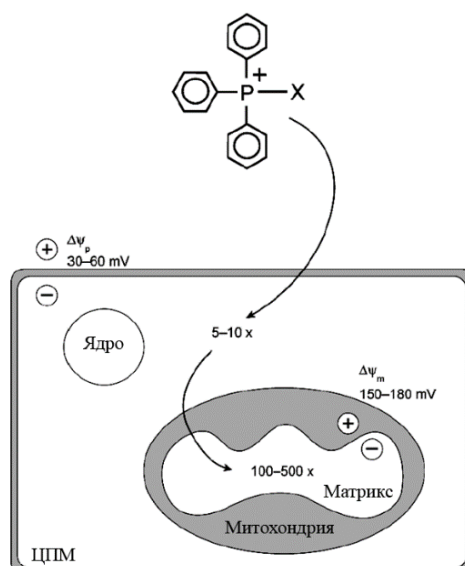 P
+
X
+
Δψp
30–60 mV
−
Ядро
5–10 x
Δψm
150–180 mV
+
−
100–500 x
Матрикс
Митохондрия
ЦПМ